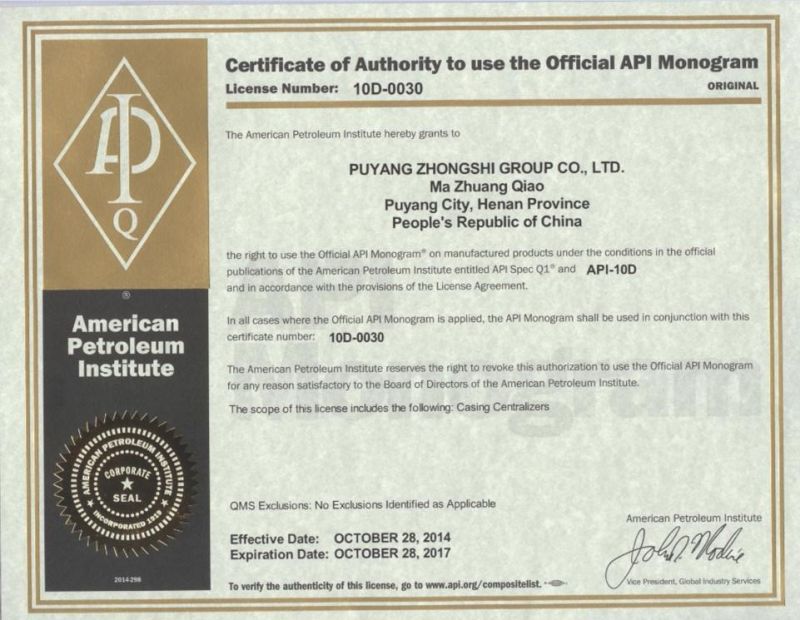 Certificate of Authority to use the Official API Monogram
License Number: 10D-0030
ORIGINAL
The American Petroleum Institute hereby grants to
PUYANG ZHONGSHI GROUP CO., LTD.
Ma Zhuang Qiao
Puyang City, Henan Province
People's Republic of China
the right to use the Official API Monogram® on manufactured products under the conditions in the official
publications of the American Petroleum Institute entitled API Spec Q1® and API-10D
and in accordance with the provisions of the License Agreement.
In all cases where the Official API Monogram is applied, the API Monogram shall be used in conjunction with this
certificate number: 10D-0030
The American Petroleum Institute reserves the right to revoke this authorization to use the Official API Monogram
for any reason satisfactory to the Board of Directors of the American Petroleum Institute.
The scope of this license includes the following: Casing Centralizers
QMS Exclusions: No Exclusions Identified as Applicable
Effective Date: OCTOBER 28, 2014
Expiration Date: OCTOBER 28, 2017
To verify the authenticity of this license, go to www.api.org/compositelist.
American Petroleum Institute
Vice President, Global Industry Services
API
Q
®
American
Petroleum
Institute
AMERICAN PETROLEUM INSTITUTE
CORPORATE
SEAL
INCORPORATED 1919
2014-298